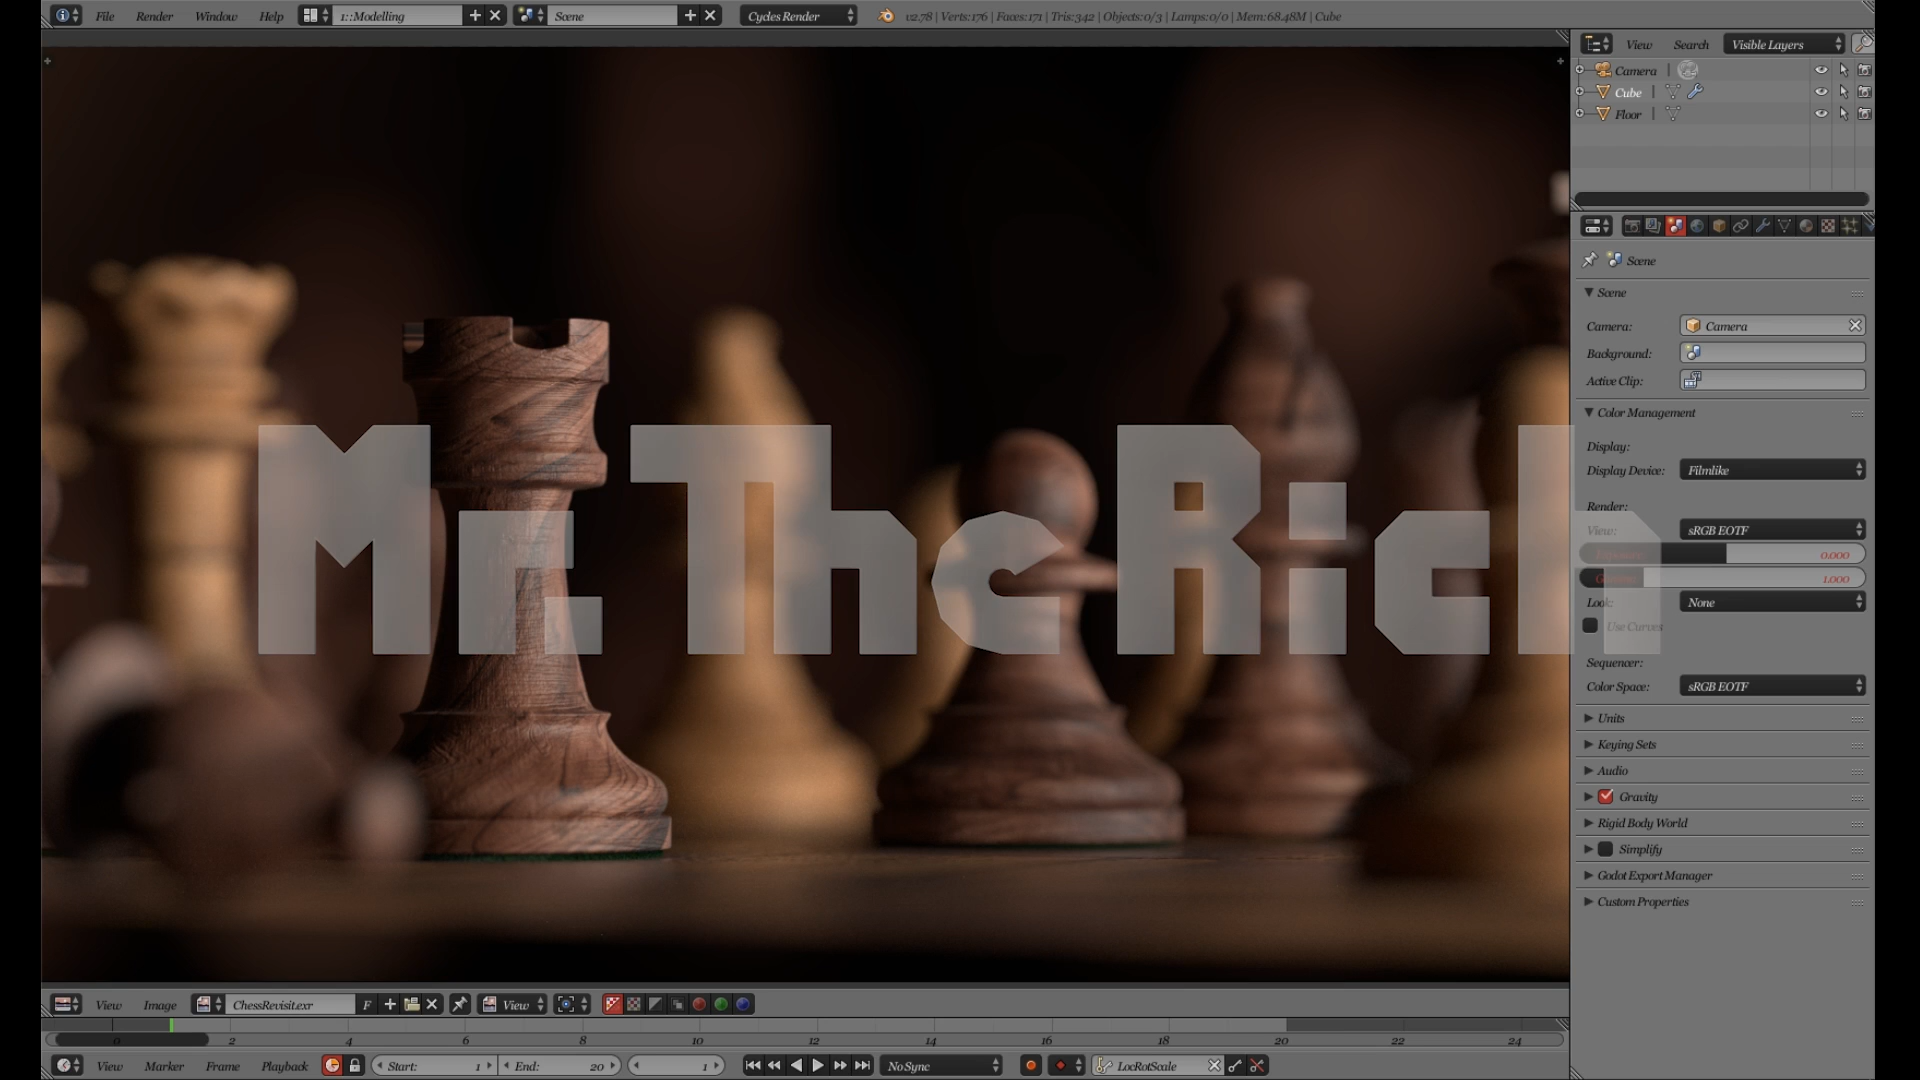 File Render Window Help 1::Modelling Scene Cycles Render v2.78 | Verts:176 | Faces:171 | Tris:342 | Objects:0/3 | Lamps:0/0 | Mem:68.48M | Cube
View Search Visible Layers
Camera
Cube
Floor
Scene
Scene
Camera: Camera
Background:
Active Clip:
Color Management
Display:
Display Device: Filmlike
Render:
View: sRGB EOTF
0.000
1.000
Look: None
Use Curves
Sequencer:
Color Space: sRGB EOTF
Units
Keying Sets
Audio
Gravity
Rigid Body World
Simplify
Godot Export Manager
Custom Properties
Mr.TheRich
View Image ChessRevisit.exr F View
0 2 4 6 8 10 12 14 16 18 20 22 24
View Marker Frame Playback Start: 1 End: 20 1 No Sync LocRotScale